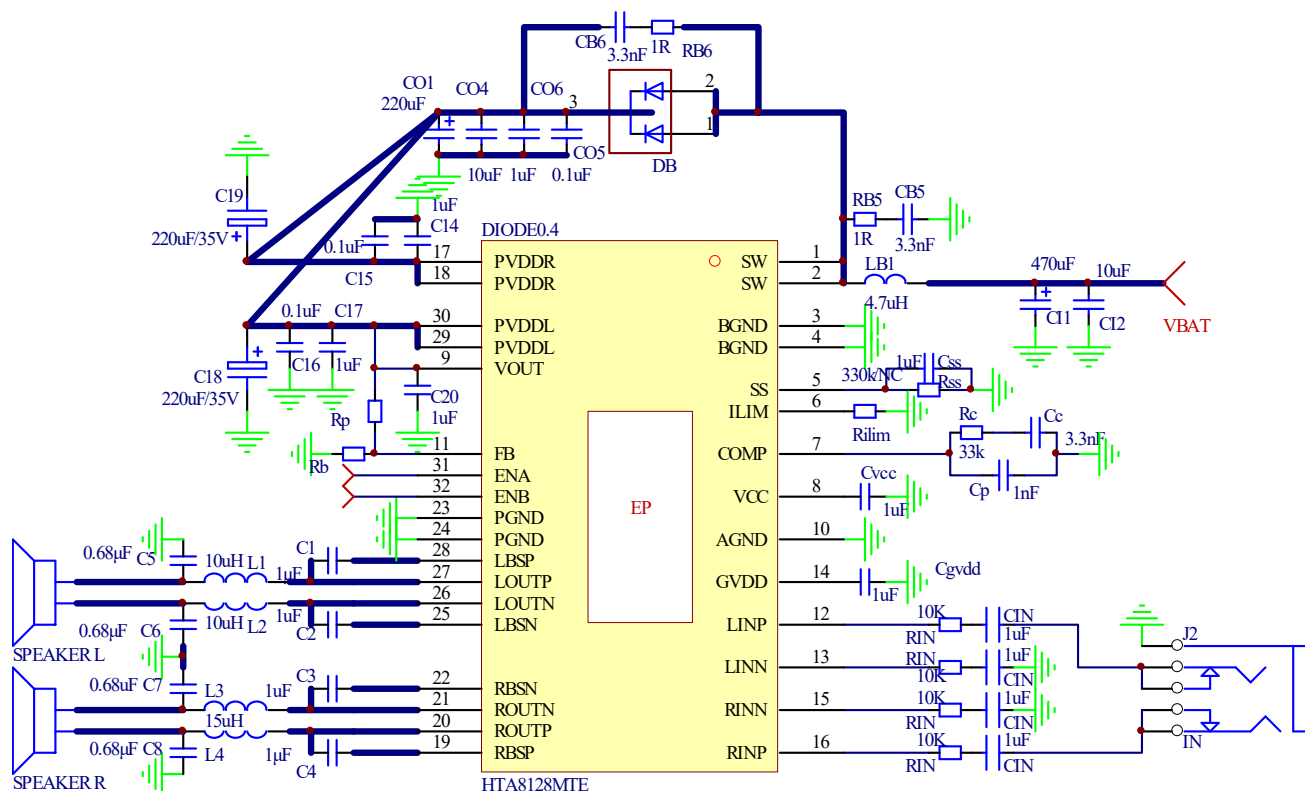 CB6
3.3nF
1R
RB6
CO1
220uF
CO4
CO6
3
2
1
CO5
DB
10uF
1uF
0.1uF
C19
220uF/35V
+
1uF
C14
0.1uF
C15
DIODE0.4
RB5
1R
CB5
3.3nF
17
PVDDR
SW
1
18
PVDDR
SW
2
LB1
4.7uH
470uF
10uF
+
CI1
CI2
VBAT
0.1uF
C17
30
PVDDL
BGND
3
29
PVDDL
BGND
4
9
VOUT
C16
1uF
+
C18
220uF/35V
C20
1uF
1uF
Css
330k/NC
Rss
SS
5
ILIM
6
Rilim
Rp
Rb
11
FB
COMP
7
Rc
33k
Cc
3.3nF
Cp
1nF
31
ENA
32
ENB
VCC
8
Cvcc
1uF
EP
23
PGND
24
PGND
AGND
10
28
LBSP
27
LOUTP
GVDD
14
Cgvdd
1uF
26
LOUTN
25
LBSN
LINP
12
10K
RIN
CIN
1uF
0.68μF
C5
10uH
L1
1uF
C1
0.68μF
C6
10uH
L2
1uF
C2
SPEAKER L
LINN
13
RIN
10K
1uF
CIN
J2
22
RBSN
21
ROUTN
RINN
15
10K
RIN
1uF
CIN
20
ROUTP
19
RBSP
RINP
16
10K
RIN
1uF
CIN
IN
0.68uF
C7
L3
15uH
1uF
C3
0.68μF
C8
L4
1μF
C4
SPEAKER R
HTA8128MTE